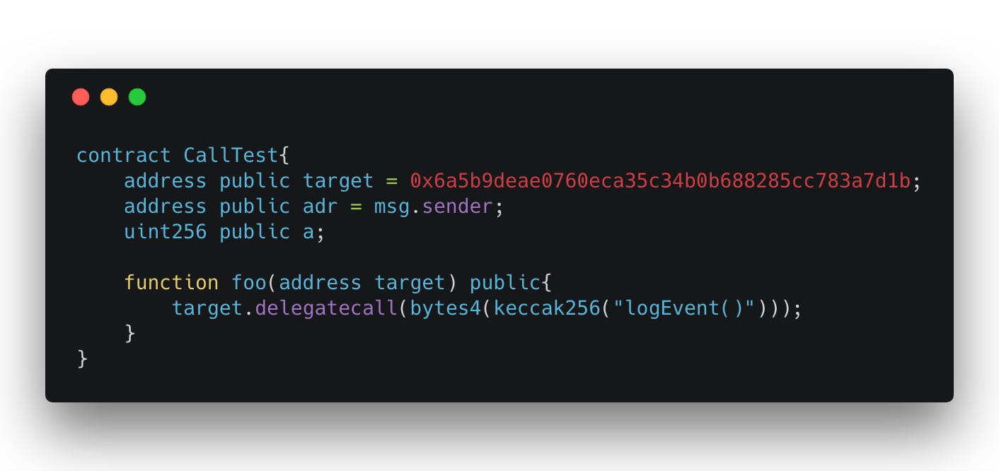 contract CallTest{
    address public target = 0x6a5b9deae0760eca35c34b0b688285cc783a7d1b;
    address public adr = msg.sender;
    uint256 public a;

    function foo(address target) public{
        target.delegatecall(bytes4(keccak256("logEvent()")));
    }
}